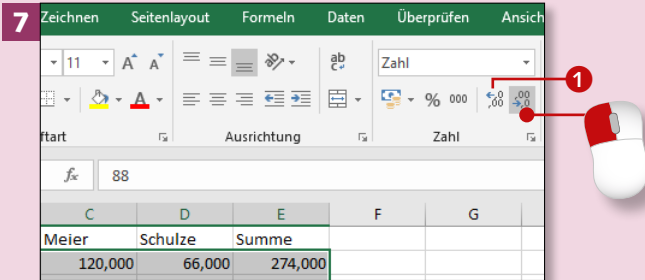 7
Zeichnen Seitenlayout Formeln Daten Überprüfen Ansich
11 A A ab c Zahl
A % 000 ←,0 ,00 ,00 →,0 1
ftart Ausrichtung Zahl
fx 88
C D E F G
Meier Schulze Summe
120,000 66,000 274,000